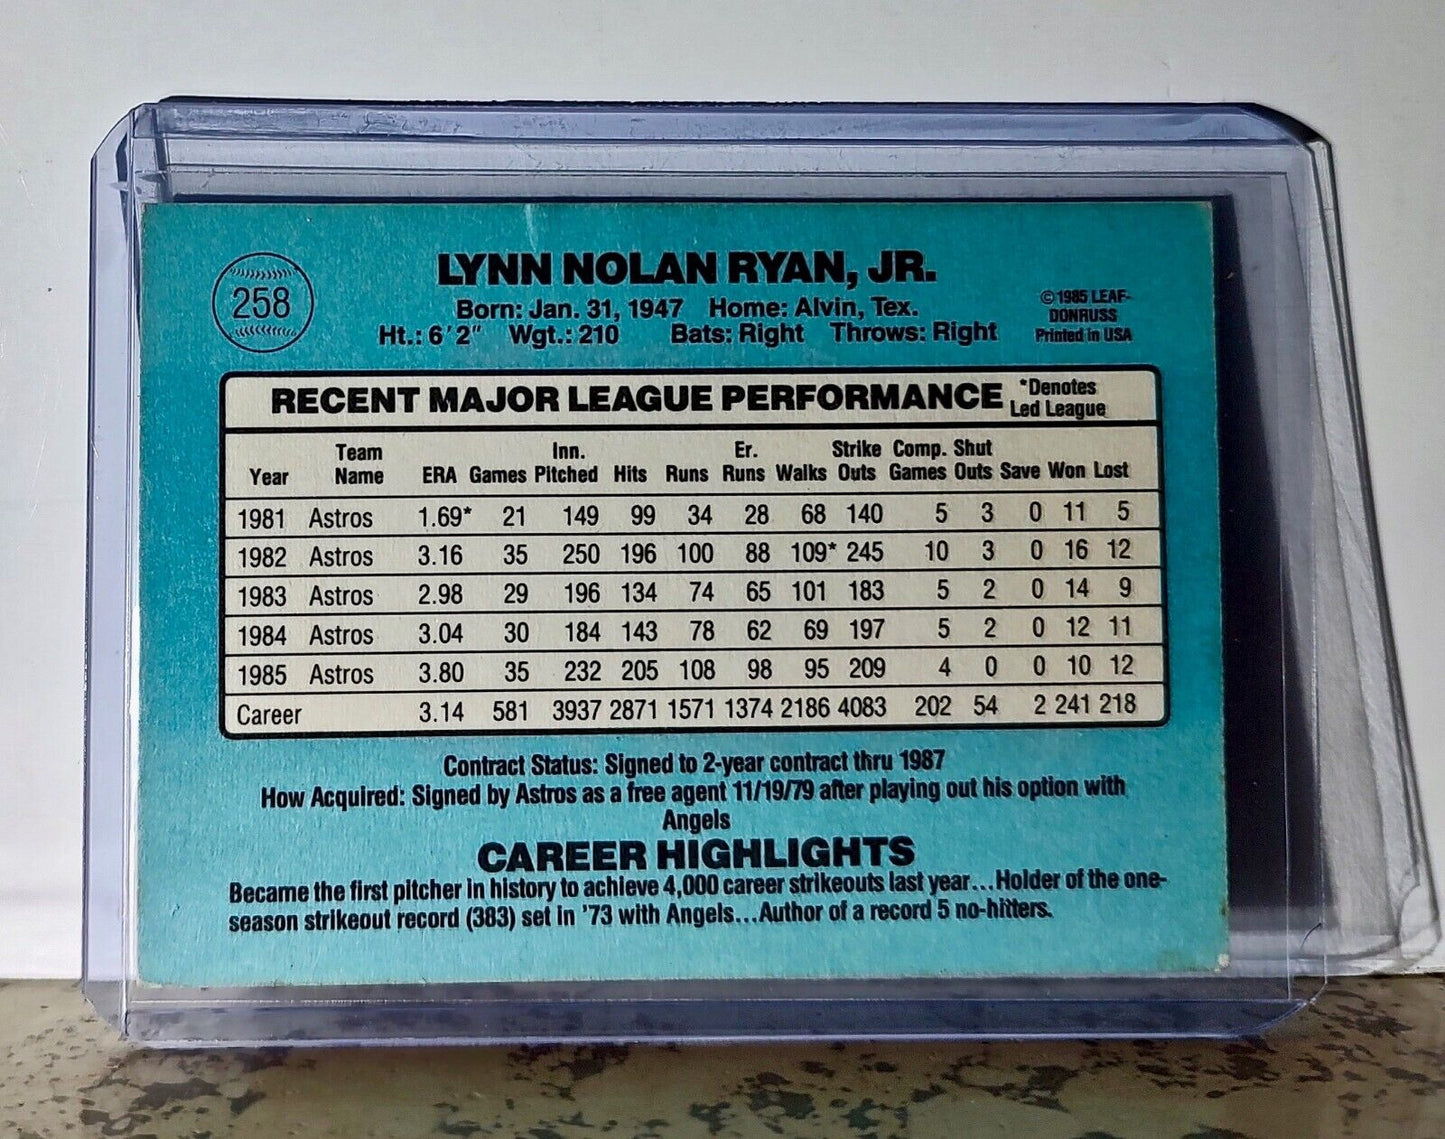 258
LYNN NOLAN RYAN, JR.
Born: Jan. 31, 1947 Home: Alvin, Tex.
Ht.: 6' 2" Wgt.: 210 Bats: Right Throws: Right
©1985 LEAF-
DONRUSS
Printed in USA
RECENT MAJOR LEAGUE PERFORMANCE
*Denotes
Led League
Year Team Name ERA Games Inn. Pitched Hits Runs Er. Runs Walks Strike Outs Comp. Games Shut Outs Save Won Lost
1981 Astros 1.69* 21 149 99 34 28 68 140 5 3 0 11 5
1982 Astros 3.16 35 250 196 100 88 109* 245 10 3 0 16 12
1983 Astros 2.98 29 196 134 74 65 101 183 5 2 0 14 9
1984 Astros 3.04 30 184 143 78 62 69 197 5 2 0 12 11
1985 Astros 3.80 35 232 205 108 98 95 209 4 0 0 10 12
Career 3.14 581 3937 2871 1571 1374 2186 4083 202 54 2 241 218
Contract Status: Signed to 2-year contract thru 1987
How Acquired: Signed by Astros as a free agent 11/19/79 after playing out his option with
Angels
CAREER HIGHLIGHTS
Became the first pitcher in history to achieve 4,000 career strikeouts last year...Holder of the one-
season strikeout record (383) set in '73 with Angels...Author of a record 5 no-hitters.